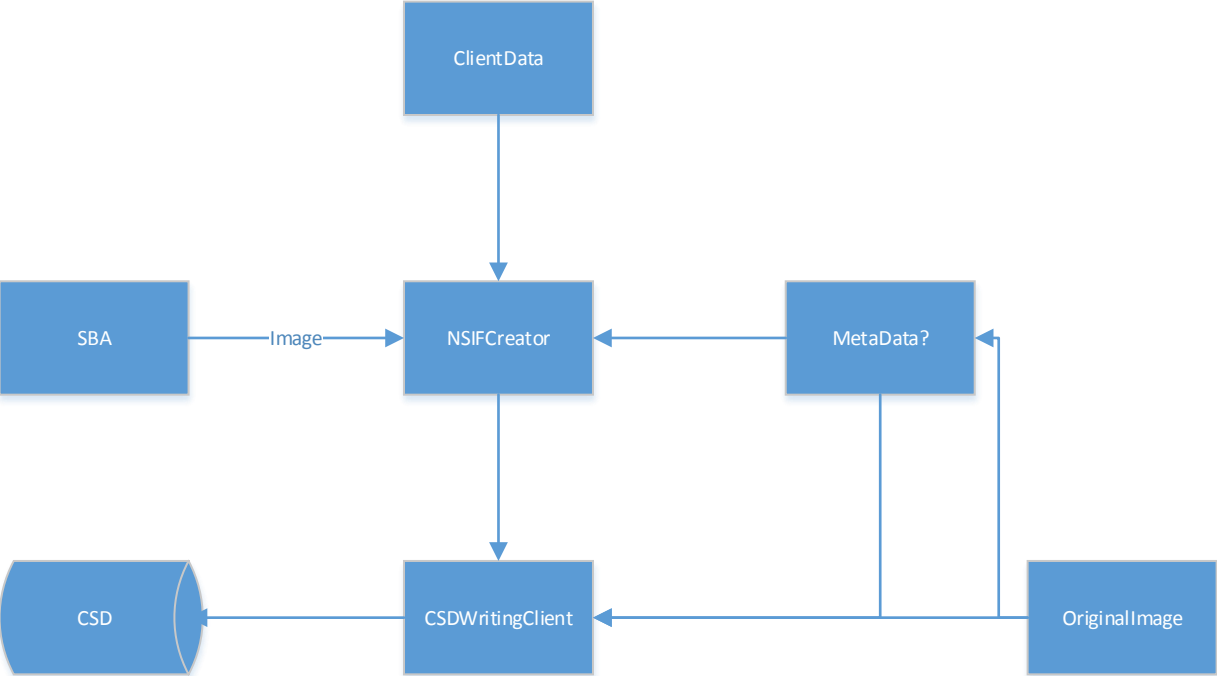 ClientData
SBA
Image
NSIFCreator
MetaData?
CSD
CSDWritingClient
OriginalImage